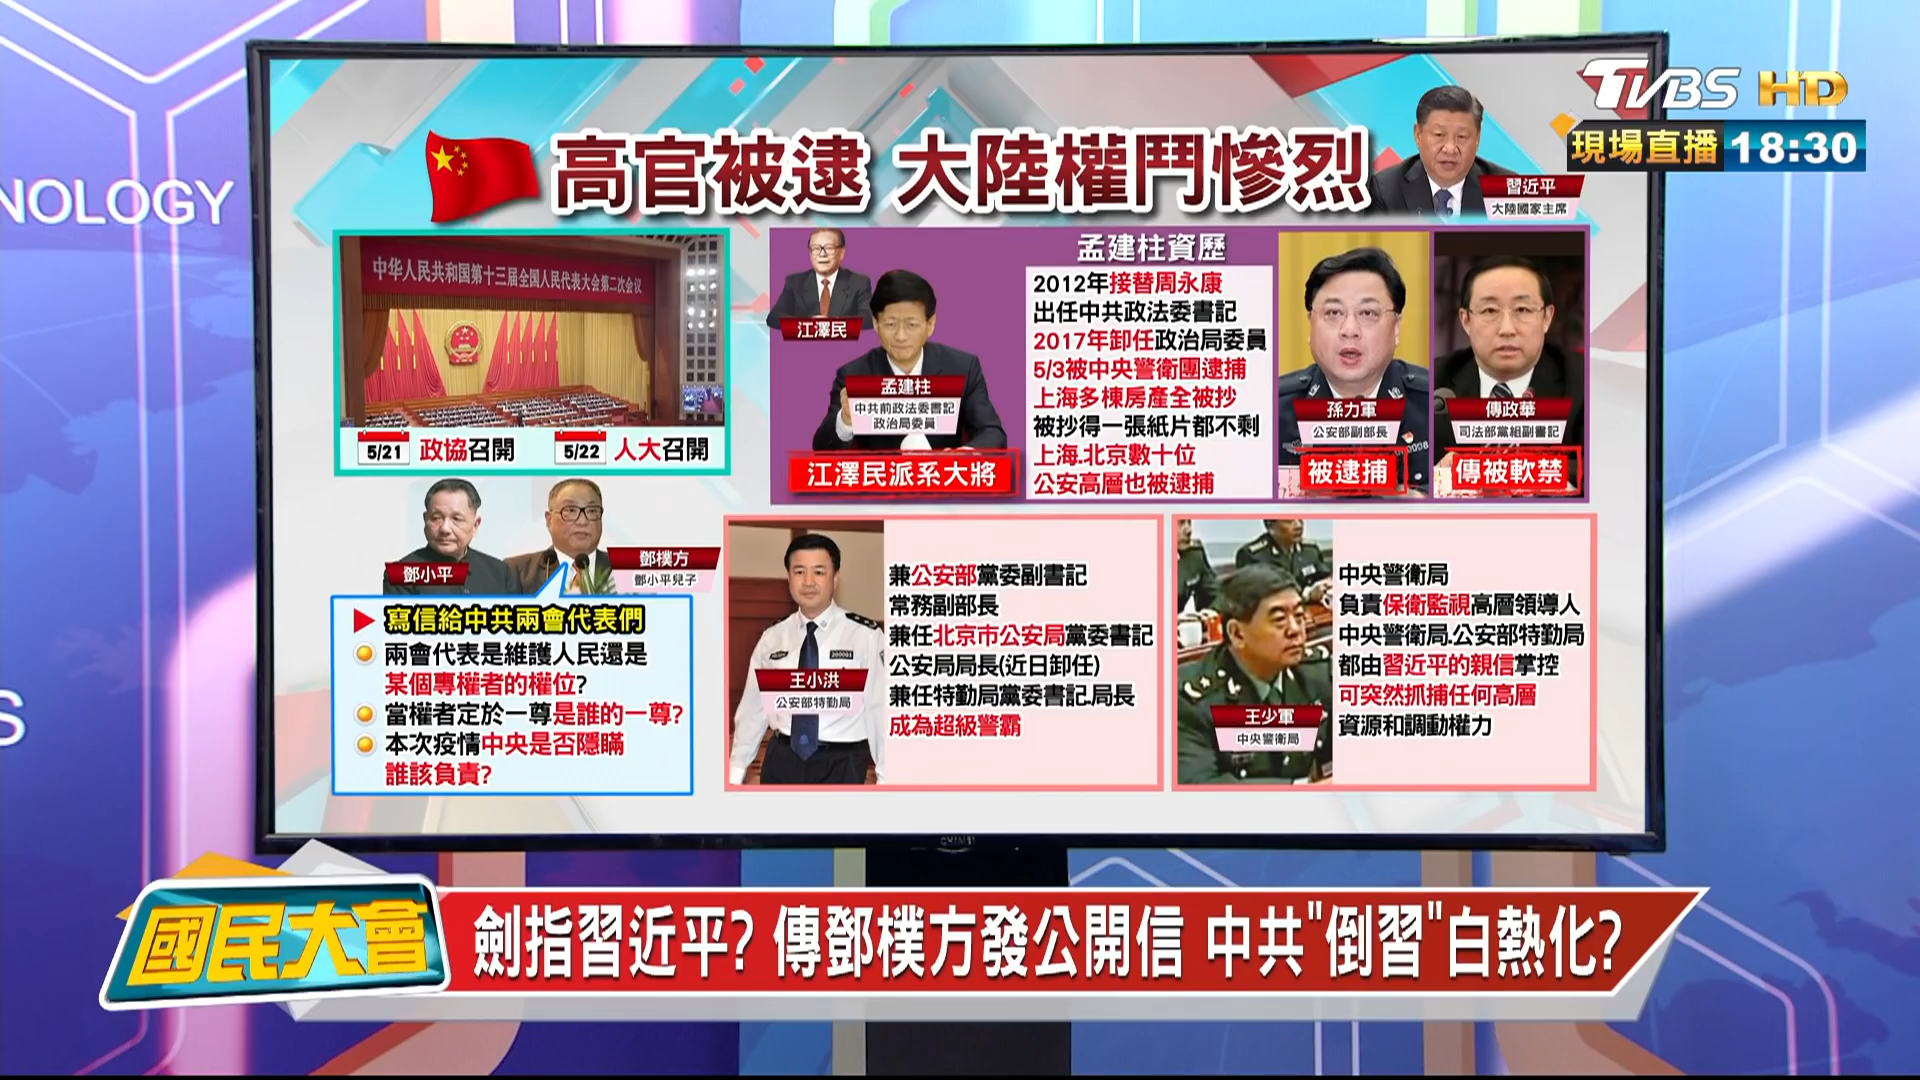 TVBS HD
現場直播 18:30
NOLOGY
S
高官被逮 大陸權鬥慘烈
習近平
大陸國家主席
中华人民共和国第十三届全国人民代表大会第二次会议
5/21 政協召開
5/22 人大召開
江澤民
孟建柱
中共前政法委書記
政治局委員
江澤民派系大將
孟建柱資歷
2012年接替周永康
出任中共政法委書記
2017年卸任政治局委員
5/3被中央警衛團逮捕
上海多棟房產全被抄
被抄得一張紙片都不剩
上海.北京數十位
公安高層也被逮捕
孫力軍
公安部副部長
被逮捕
傅政華
司法部黨組副書記
傳被軟禁
鄧小平
鄧樸方
鄧小平兒子
寫信給中共兩會代表們
兩會代表是維護人民還是
某個專權者的權位?
當權者定於一尊是誰的一尊?
本次疫情中央是否隱瞞
誰該負責?
王小洪
公安部特勤局
兼公安部黨委副書記
常務副部長
兼任北京市公安局黨委書記
公安局局長(近日卸任)
兼任特勤局黨委書記.局長
成為超級警霸
王少軍
中央警衛局
中央警衛局
負責保衛監視高層領導人
中央警衛局.公安部特勤局
都由習近平的親信掌控
可突然抓捕任何高層
資源和調動權力
國民大會
劍指習近平? 傳鄧樸方發公開信 中共"倒習"白熱化?